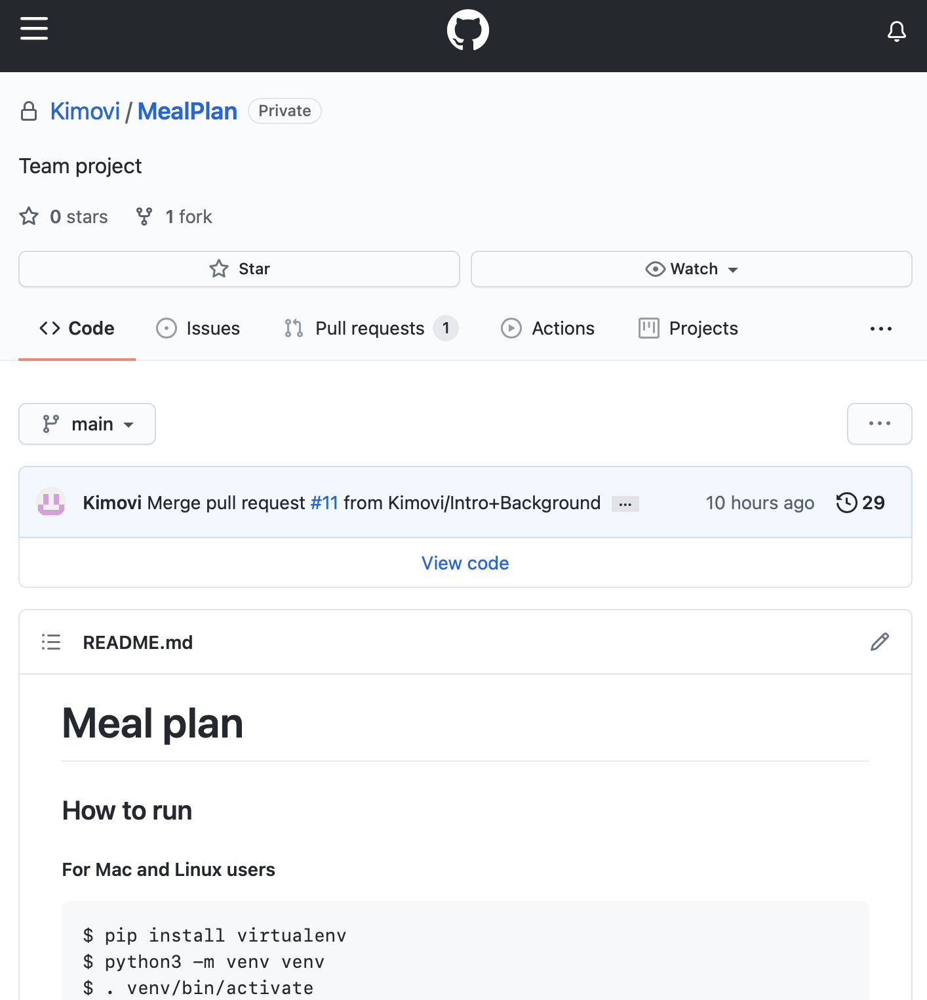 Kimovi / MealPlan Private
Team project
0 stars 1 fork
Star Watch
Code Issues Pull requests 1 Actions Projects ...
main ...
Kimovi Merge pull request #11 from Kimovi/Intro+Background ... 10 hours ago 29
View code
README.md
Meal plan
How to run
For Mac and Linux users
$ pip install virtualenv
$ python3 -m venv venv
$ . venv/bin/activate